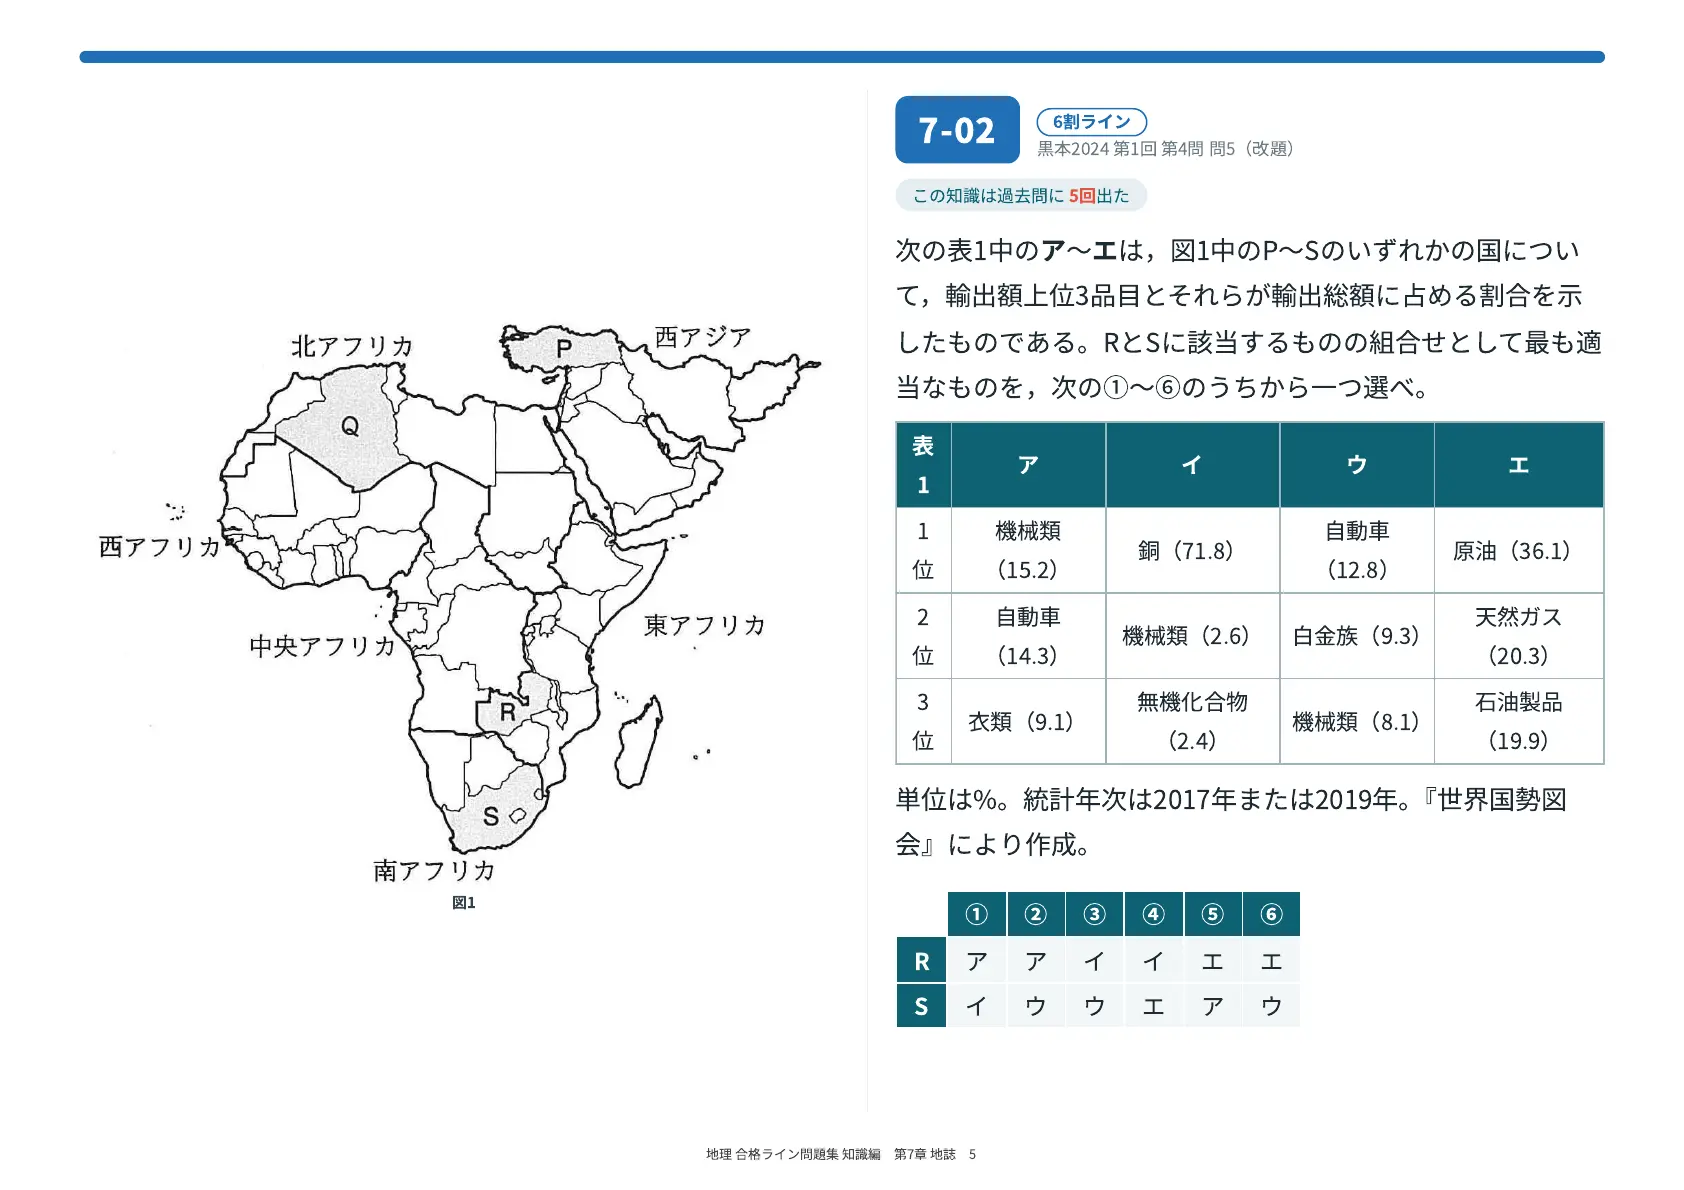 北アフリカ
西アジア
P
Q
西アフリカ
中央アフリカ
東アフリカ
R
S
南アフリカ
図1
7-02
6割ライン
黒本2024 第1回 第4問 問5（改題）
この知識は過去問に 5回出た
次の表1中のア～エは，図1中のP～Sのいずれかの国につい
て，輸出額上位3品目とそれらが輸出総額に占める割合を示
したものである。RとSに該当するものの組合せとして最も適
当なものを，次の①～⑥のうちから一つ選べ。
表1 ア イ ウ エ
1位 機械類（15.2） 銅（71.8） 自動車（12.8） 原油（36.1）
2位 自動車（14.3） 機械類（2.6） 白金族（9.3） 天然ガス（20.3）
3位 衣類（9.1） 無機化合物（2.4） 機械類（8.1） 石油製品（19.9）
単位は%。統計年次は2017年または2019年。『世界国勢図
会』により作成。
① ② ③ ④ ⑤ ⑥
R ア ア イ イ エ エ
S イ ウ ウ エ ア ウ
地理 合格ライン問題集 知識編　第7章 地誌　5